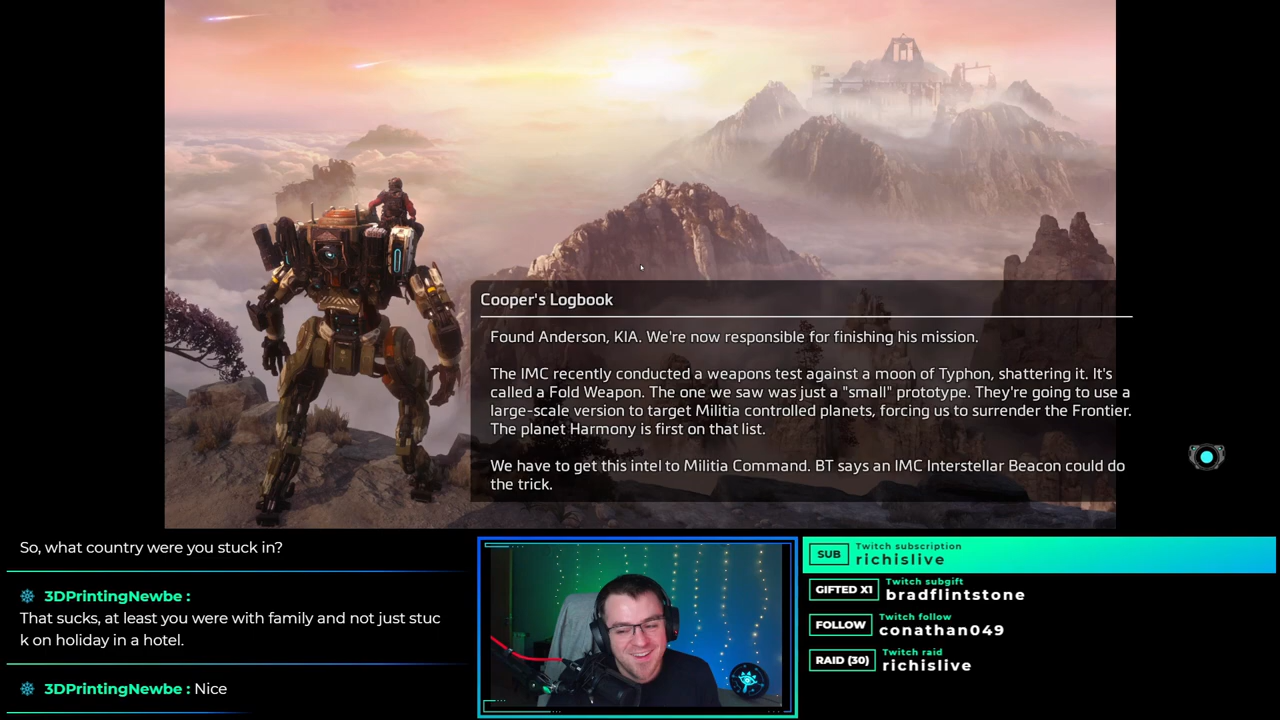 Cooper's Logbook
Found Anderson, KIA. We're now responsible for finishing his mission.
The IMC recently conducted a weapons test against a moon of Typhon, shattering it. It's
called a Fold Weapon. The one we saw was just a "small" prototype. They're going to use a
large-scale version to target Militia controlled planets, forcing us to surrender the Frontier.
The planet Harmony is first on that list.
We have to get this intel to Militia Command. BT says an IMC Interstellar Beacon could do
the trick.
So, what country were you stuck in?
3DPrintingNewbe :
That sucks, at least you were with family and not just stuc
k on holiday in a hotel.
3DPrintingNewbe : Nice
SUB
Twitch subscription
richislive
GIFTED X1
Twitch subgift
bradflintstone
FOLLOW
Twitch follow
conathan049
RAID (30)
Twitch raid
richislive